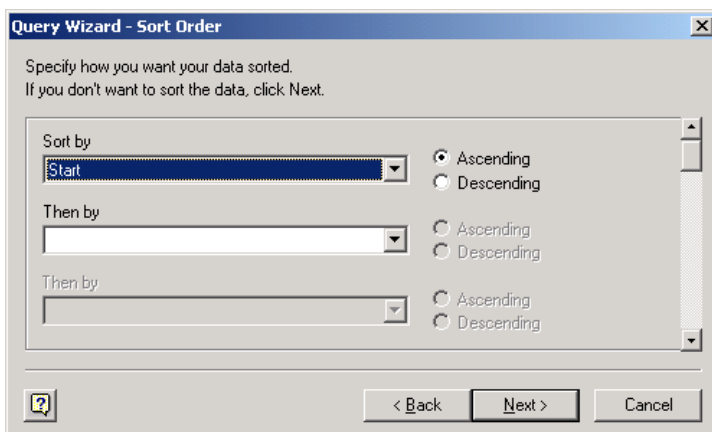 Query Wizard - Sort Order
Specify how you want your data sorted.
If you don't want to sort the data, click Next.
Sort by
Start
Ascending
Descending
Then by
Ascending
Descending
Then by
Ascending
Descending
?
< Back
Next >
Cancel